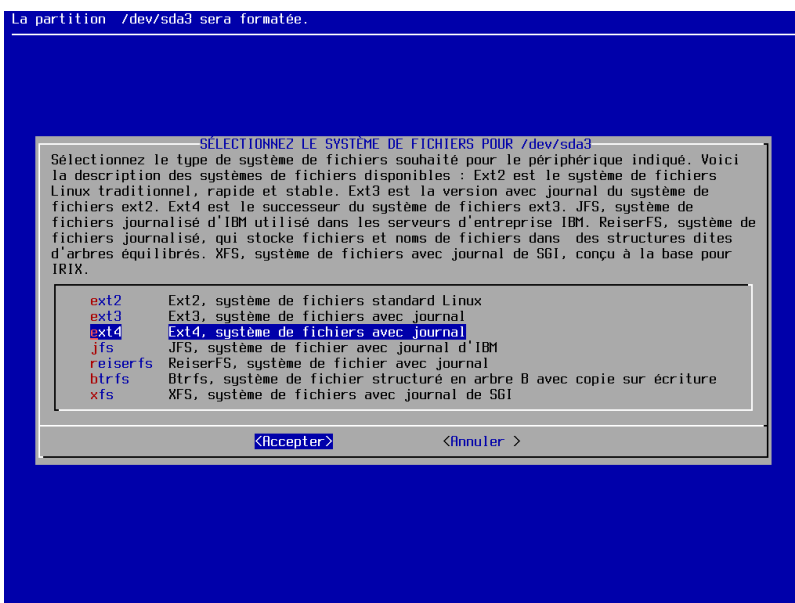 La partition  /dev/sda3 sera formatée.
SÉLECTIONNEZ LE SYSTÈME DE FICHIERS POUR /dev/sda3
Sélectionnez le type de système de fichiers souhaité pour le périphérique indiqué. Voici
la description des systèmes de fichiers disponibles : Ext2 est le système de fichiers
Linux traditionnel, rapide et stable. Ext3 est la version avec journal du système de
fichiers ext2. Ext4 est le successeur du système de fichiers ext3. JFS, système de
fichiers journalisé d'IBM utilisé dans les serveurs d'entreprise IBM. ReiserFS, système de
fichiers journalisé, qui stocke fichiers et noms de fichiers dans  des structures dites
d'arbres équilibrés. XFS, système de fichiers avec journal de SGI, conçu à la base pour
IRIX.
ext2 Ext2, système de fichiers standard Linux
ext3 Ext3, système de fichiers avec journal
ext4 Ext4, système de fichiers avec journal
jfs JFS, système de fichier avec journal d'IBM
reiserfs ReiserFS, système de fichier avec journal
btrfs Btrfs, système de fichier structuré en arbre B avec copie sur écriture
xfs XFS, système de fichiers avec journal de SGI
<Accepter> <Annuler >